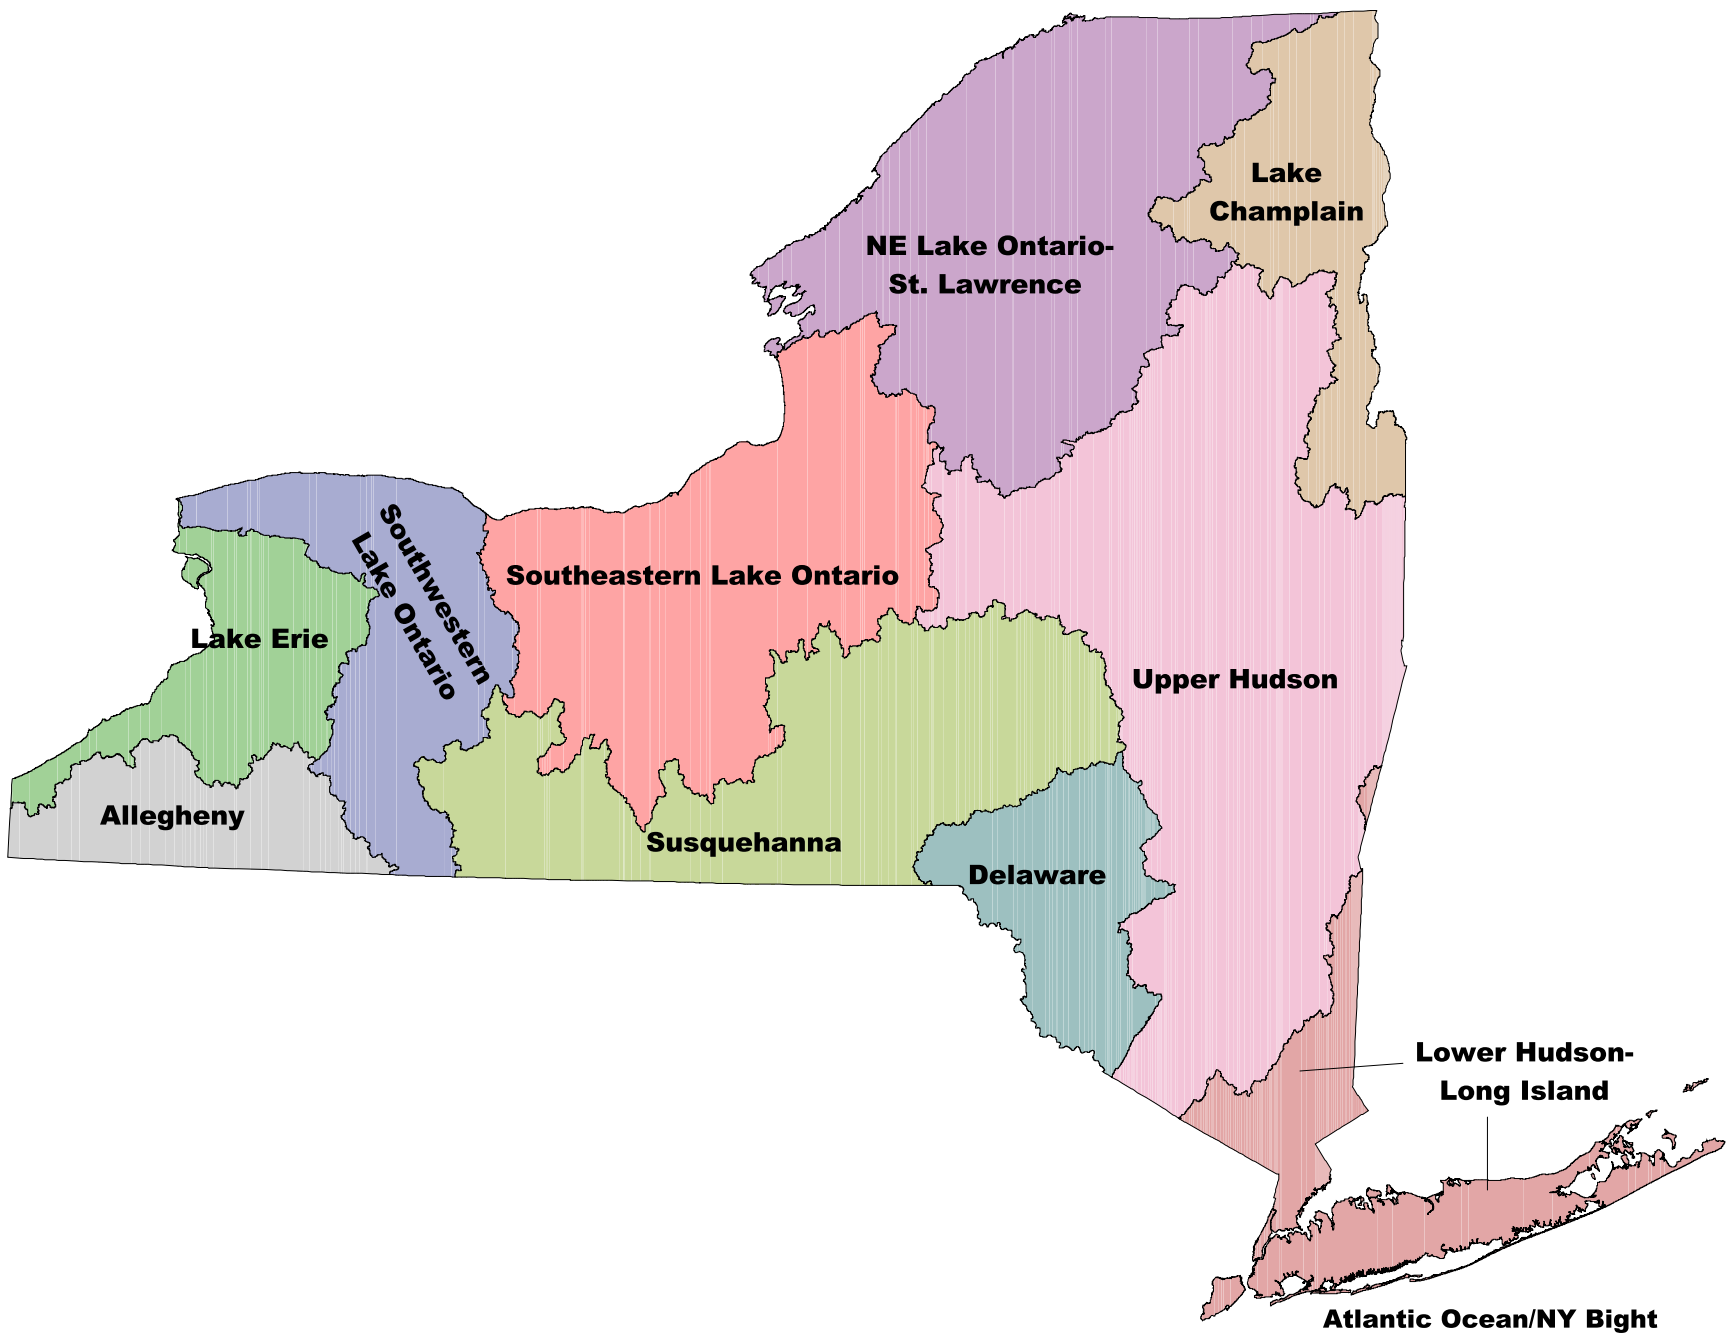 Lake
Champlain
NE Lake Ontario-
St. Lawrence
Southwestern
Lake Ontario
Southeastern Lake Ontario
Lake Erie
Upper Hudson
Allegheny
Susquehanna
Delaware
Lower Hudson-
Long Island
Atlantic Ocean/NY Bight